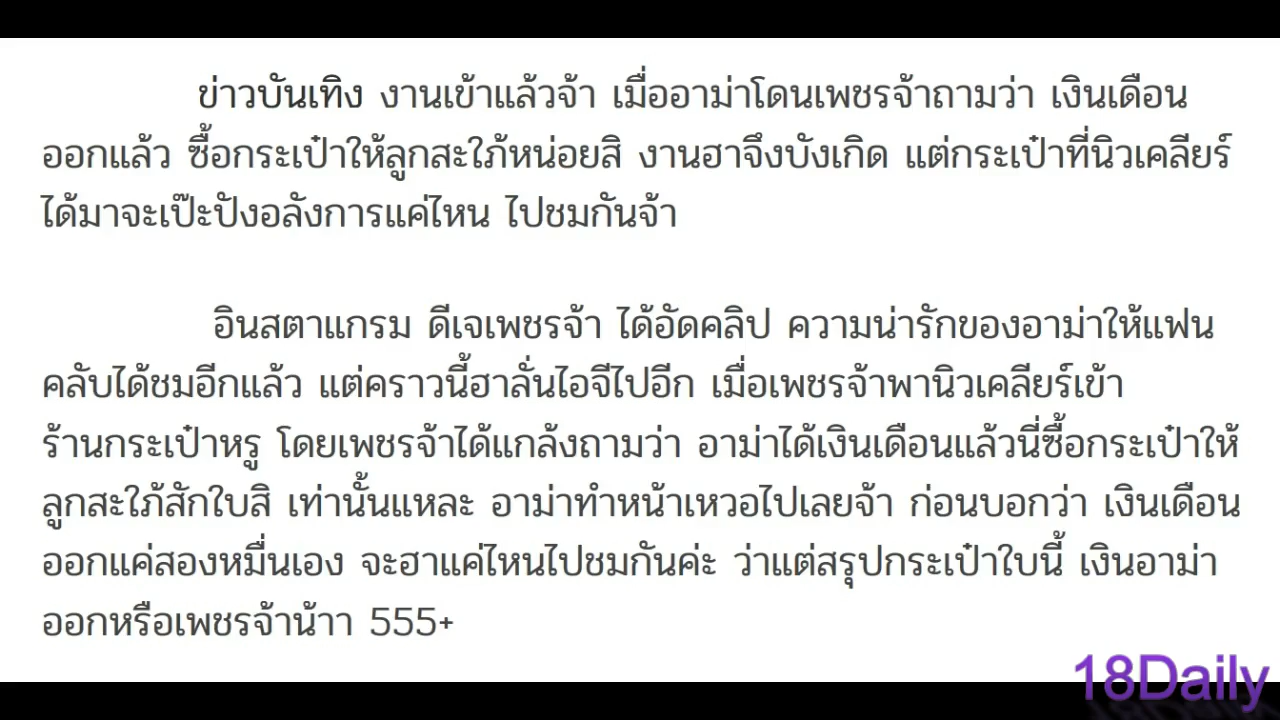 ข่าวบันเทิง งานเข้าแล้วจ้า เมื่ออาม่าโดนเพชรจ้าถามว่า เงินเดือน
ออกแล้ว ซื้อกระเป๋าให้ลูกสะใภ้หน่อยสิ งานฮาจึงบังเกิด แต่กระเป๋าที่นิวเคลียร์
ได้มาจะเป๊ะปังอลังการแค่ไหน ไปชมกันจ้า
อินสตาแกรม ดีเจเพชรจ้า ได้อัดคลิป ความน่ารักของอาม่าให้แฟน
คลับได้ชมอีกแล้ว แต่คราวนี้ฮาลั่นไอจีไปอีก เมื่อเพชรจ้าพานิวเคลียร์เข้า
ร้านกระเป๋าหรู โดยเพชรจ้าได้แกล้งถามว่า อาม่าได้เงินเดือนแล้วนี่ซื้อกระเป๋าให้
ลูกสะใภ้สักใบสิ เท่านั้นแหละ อาม่าทำหน้าเหวอไปเลยจ้า ก่อนบอกว่า เงินเดือน
ออกแค่สองหมื่นเอง จะฮาแค่ไหนไปชมกันค่ะ ว่าแต่สรุปกระเป๋าใบนี้ เงินอาม่า
ออกหรือเพชรจ้าน้าา 555+
18Daily